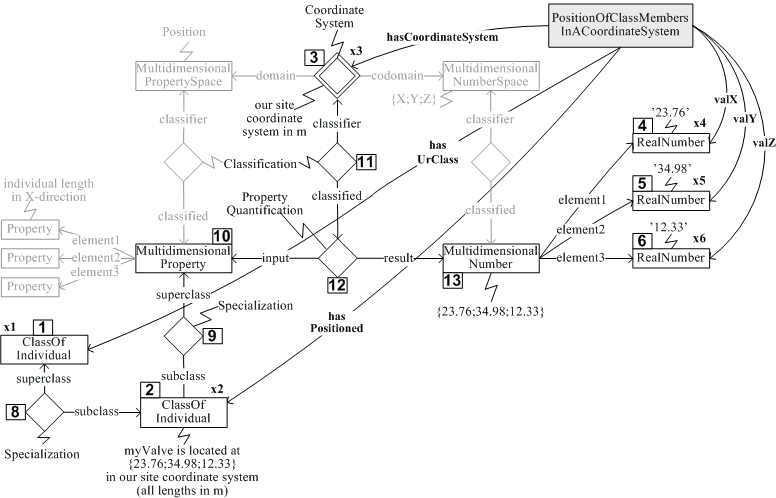 Coordinate
System
PositionOfClassMembers
InACoordinateSystem
Position
hasCoordinateSystem
3
x3
Multidimensional
PropertySpace
domain
codomain
Multidimensional
NumberSpace
our site
coordinate
system in m
{X;Y;Z}
valX
valY
valZ
classifier
classifier
classifier
has
UrClass
'23.76'
4
x4
RealNumber
Classification
11
individual length
in X-direction
classified
classified
classified
Property
Quantification
'34.98'
5
x5
RealNumber
element1
element2
element3
Property
Property
Property
element1
element2
element3
10
Multidimensional
Property
input
12
result
Multidimensional
Number
13
'12.33'
6
x6
RealNumber
superclass
Specialization
{23.76;34.98;12.33}
has
Positioned
x1
1
ClassOf
Individual
9
superclass
subclass
2
x2
ClassOf
Individual
8
subclass
Specialization
myValve is located at
{23.76;34.98;12.33}
in our site coordinate system
(all lengths in m)